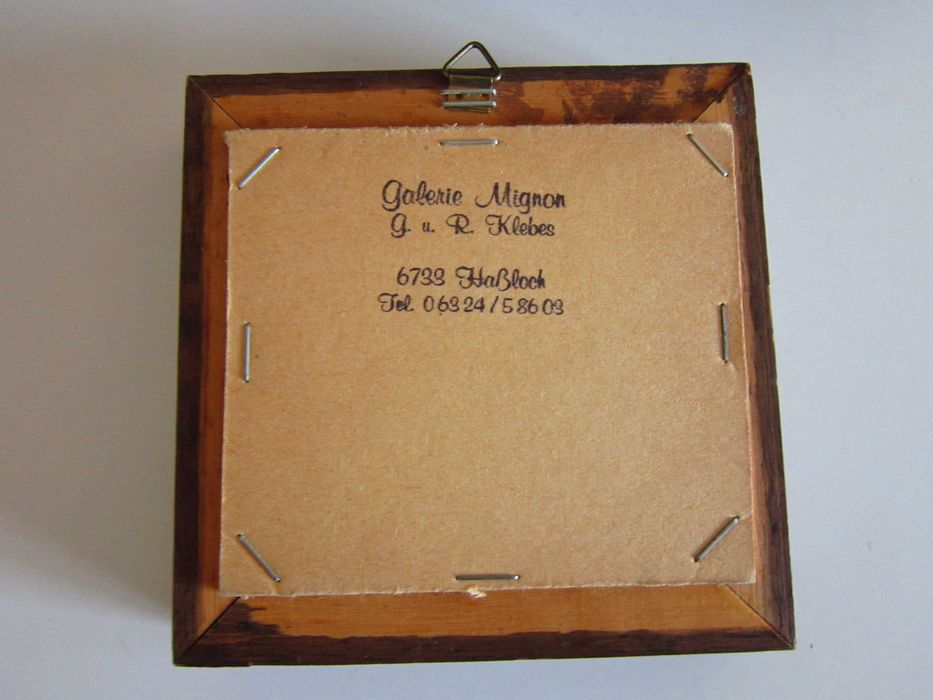 Galerie Mignon
G. u. R. Klebes
6733 Haßloch
Tel. 06324/58603